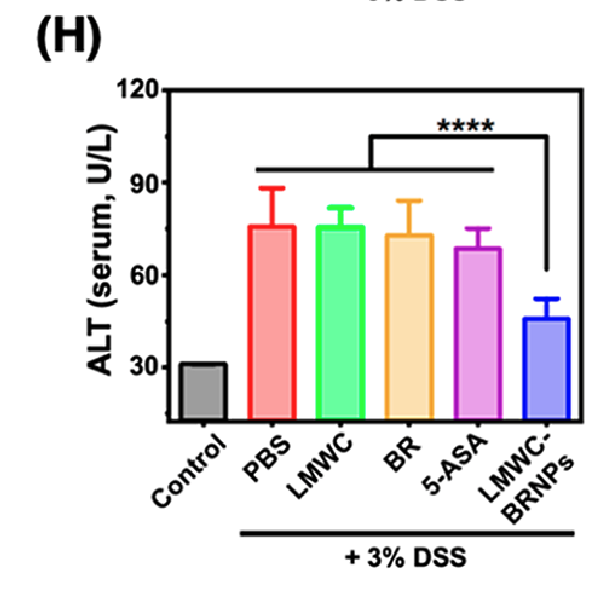 (H)
120
90
60
30
ALT (serum, U/L)
****
Control
PBS
LMWC
BR
5-ASA
LMWC-
BRNPs
+ 3% DSS